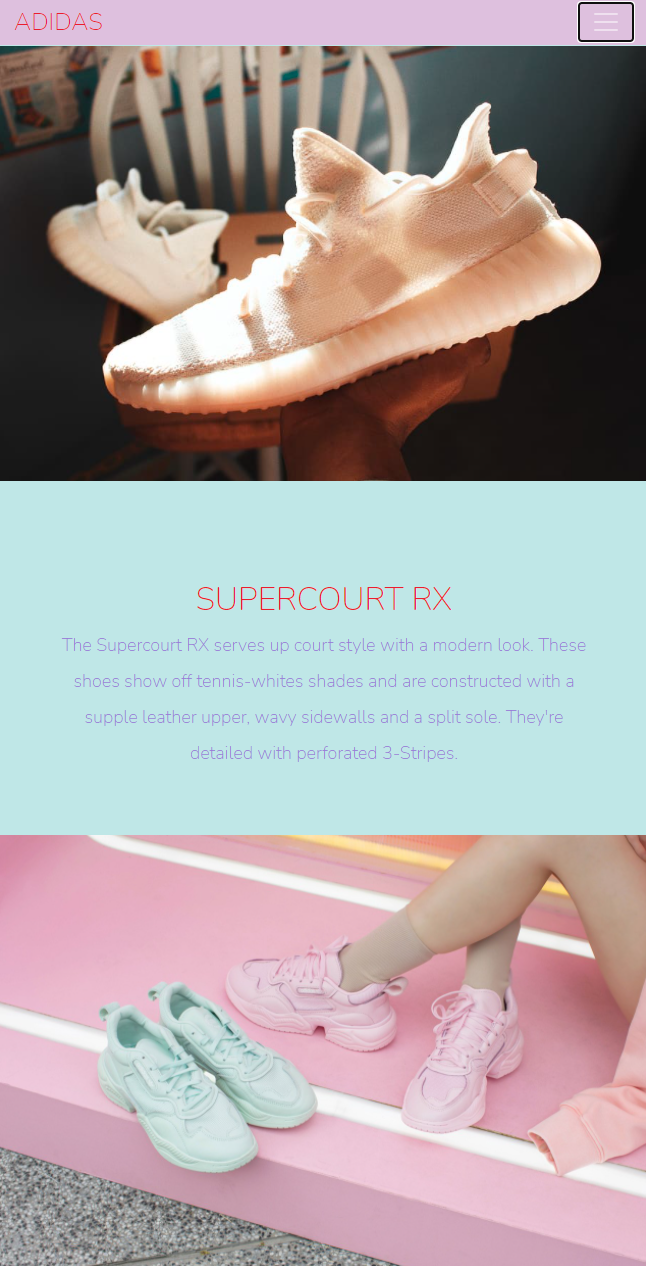 ADIDAS
SUPERCOURT RX
The Supercourt RX serves up court style with a modern look. These
shoes show off tennis-whites shades and are constructed with a
supple leather upper, wavy sidewalls and a split sole. They're
detailed with perforated 3-Stripes.